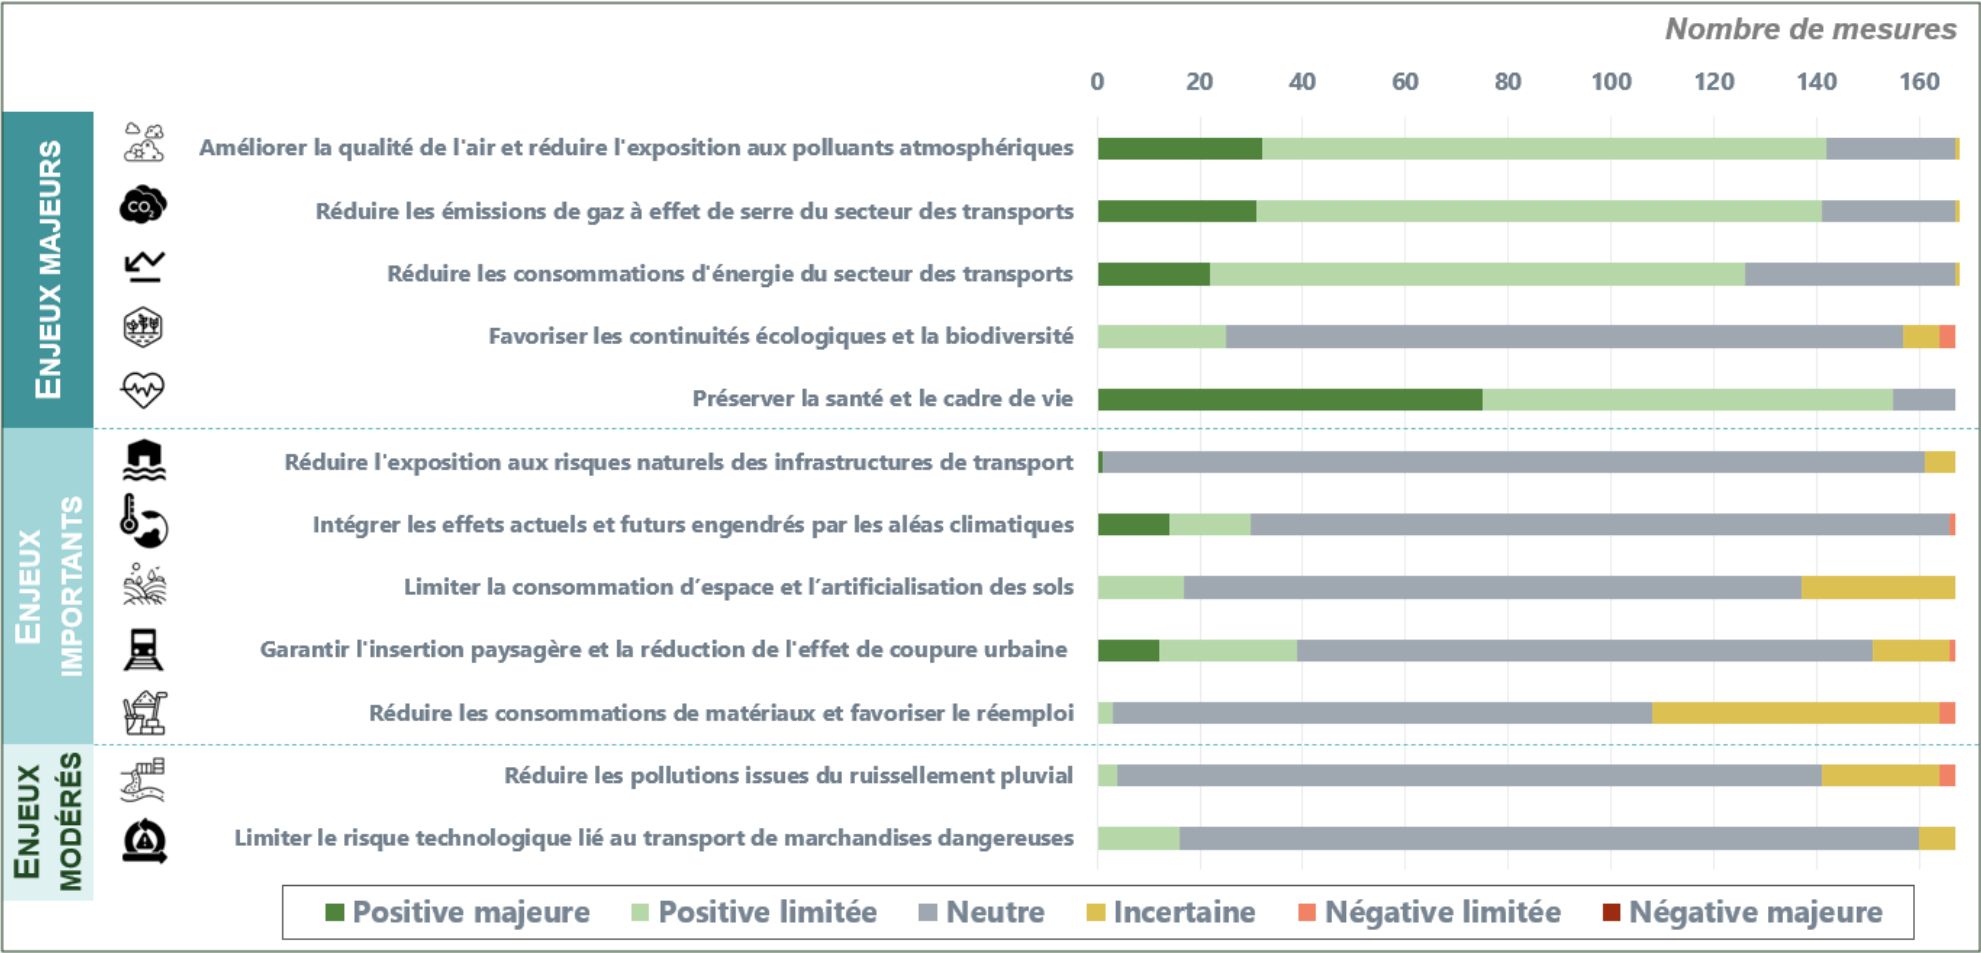 Nombre de mesures
0 20 40 60 80 100 120 140 160
ENJEUX MAJEURS
Améliorer la qualité de l'air et réduire l'exposition aux polluants atmosphériques
CO2
Réduire les émissions de gaz à effet de serre du secteur des transports
Réduire les consommations d'énergie du secteur des transports
Favoriser les continuités écologiques et la biodiversité
Préserver la santé et le cadre de vie
ENJEUX
IMPORTANTS
Réduire l'exposition aux risques naturels des infrastructures de transport
Intégrer les effets actuels et futurs engendrés par les aléas climatiques
Limiter la consommation d´espace et l´artificialisation des sols
Garantir l'insertion paysagère et la réduction de l'effet de coupure urbaine
Réduire les consommations de matériaux et favoriser le réemploi
ENJEUX
MODÉRÉS
Réduire les pollutions issues du ruissellement pluvial
Limiter le risque technologique lié au transport de marchandises dangereuses
Positive majeure Positive limitée Neutre Incertaine Négative limitée Négative majeure